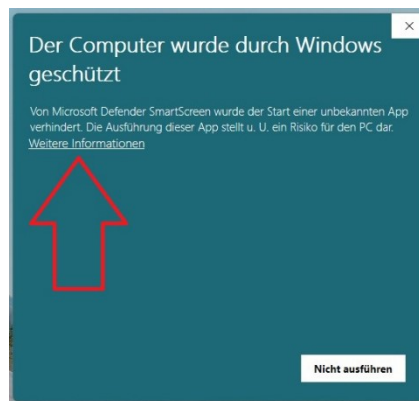 Der Computer wurde durch Windows
geschützt
Von Microsoft Defender SmartScreen wurde der Start einer unbekannten App
verhindert. Die Ausführung dieser App stellt u. U. ein Risiko für den PC dar.
Weitere Informationen
Nicht ausführen